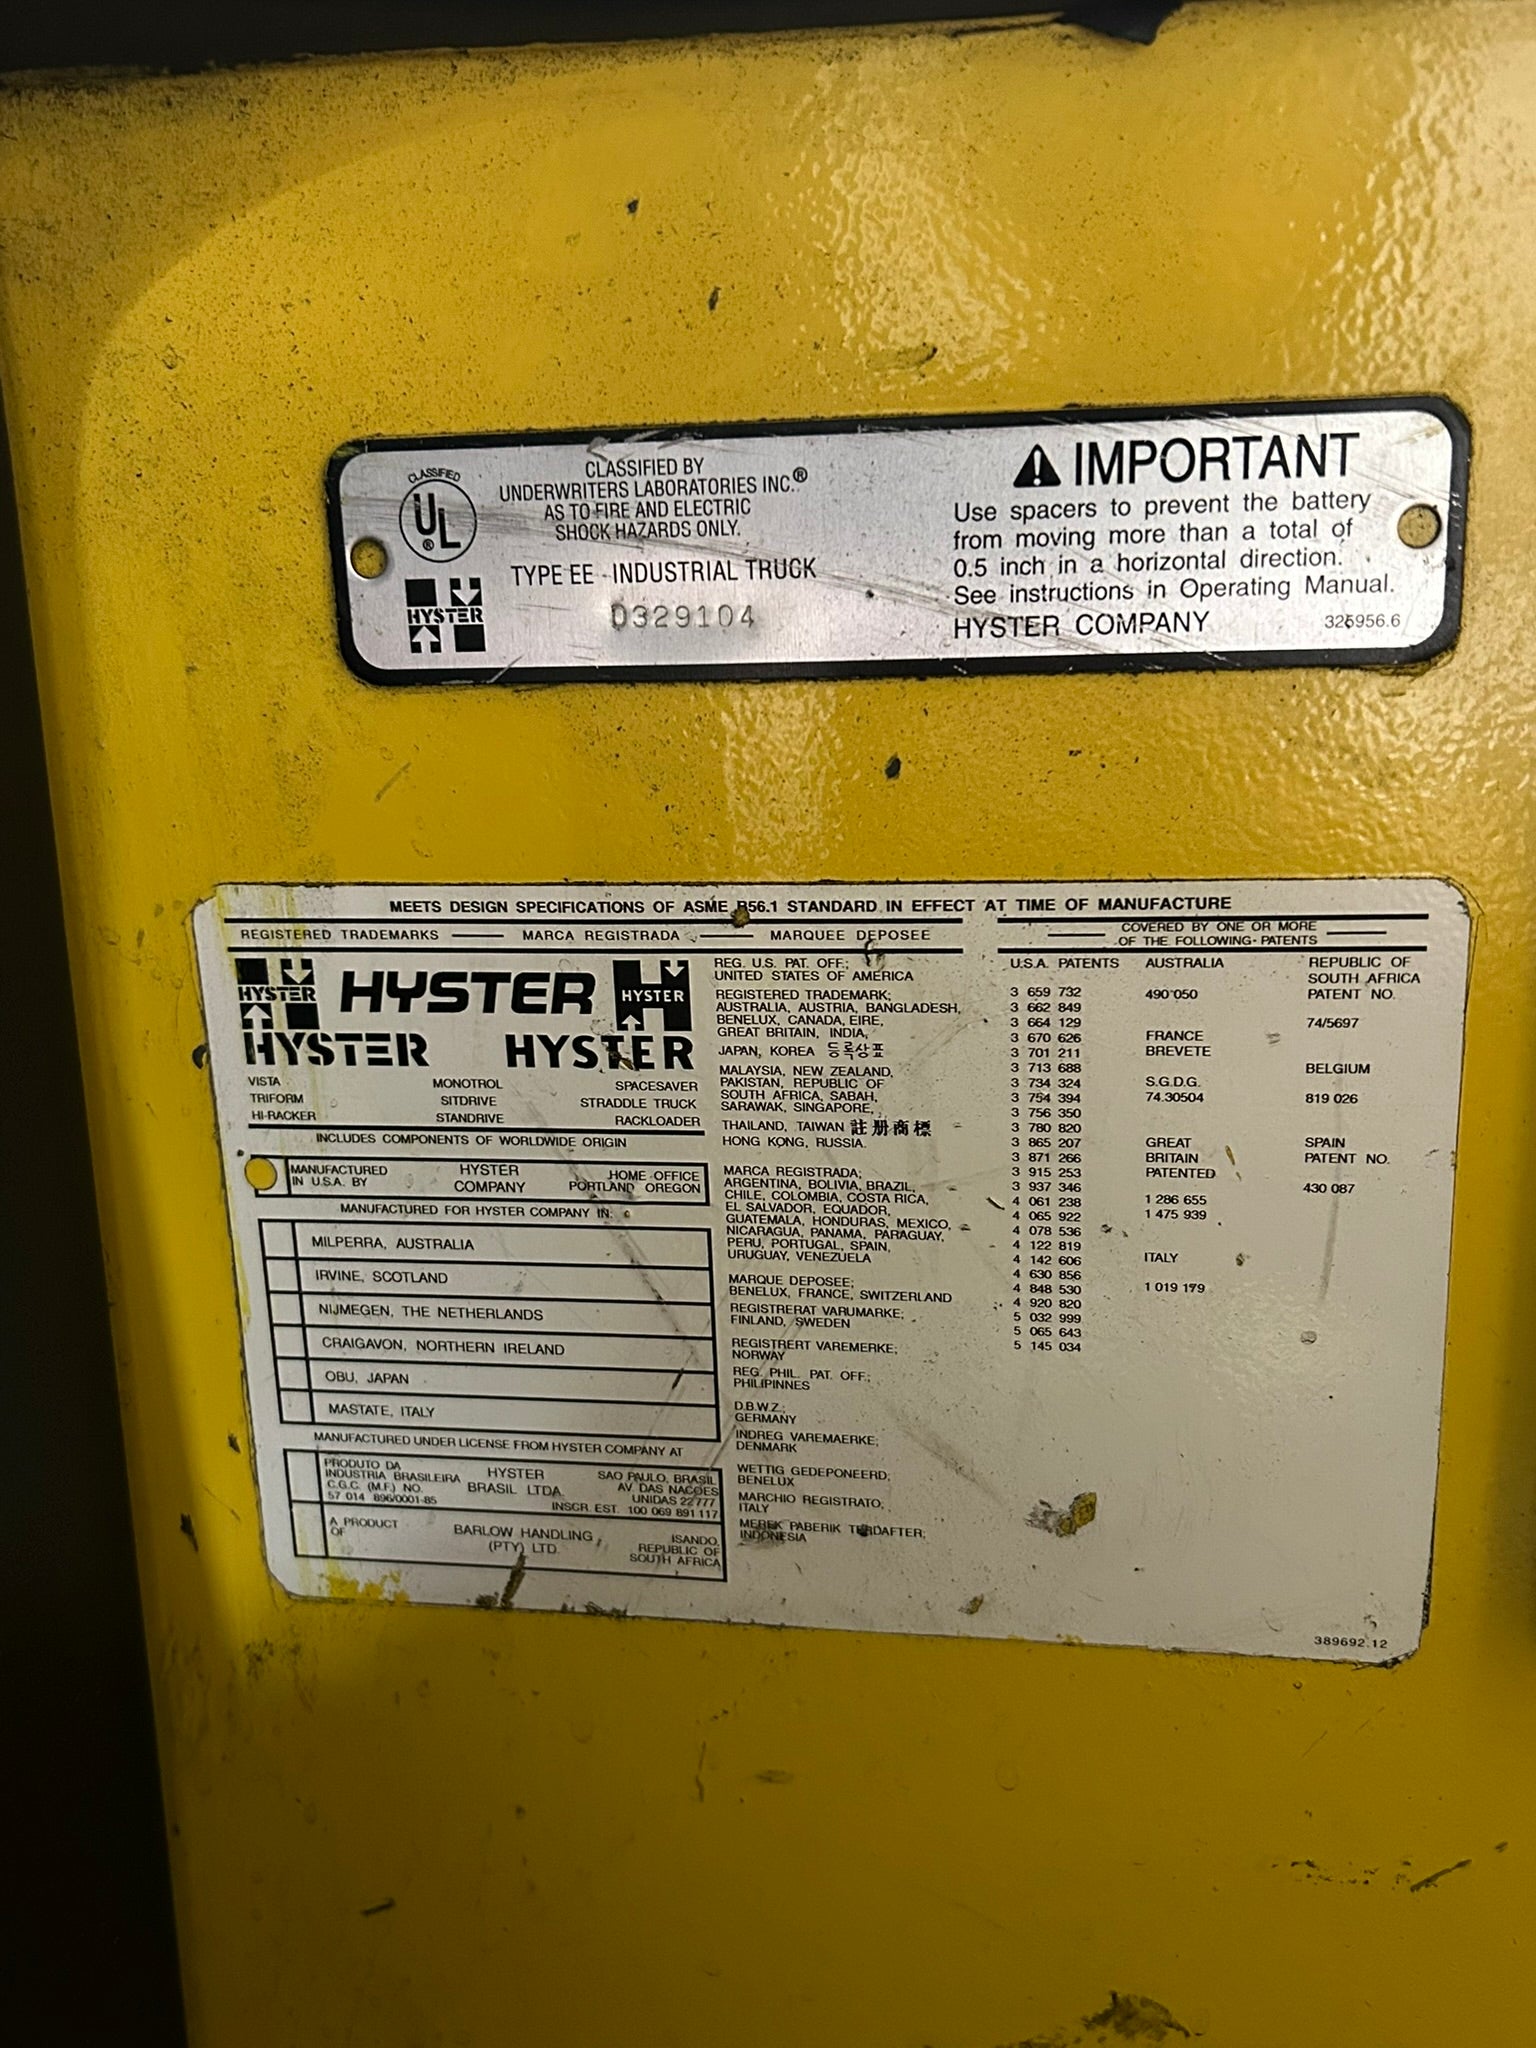 CLASSIFIED
UL®
CLASSIFIED BY
UNDERWRITERS LABORATORIES INC.®
AS TO FIRE AND ELECTRIC
SHOCK HAZARDS ONLY.
TYPE EE - INDUSTRIAL TRUCK
D329104
HYSTER
IMPORTANT
Use spacers to prevent the battery
from moving more than a total of
0.5 inch in a horizontal direction.
See instructions in Operating Manual.
HYSTER COMPANY 325956.6
MEETS DESIGN SPECIFICATIONS OF ASME B56.1 STANDARD IN EFFECT AT TIME OF MANUFACTURE
REGISTERED TRADEMARKS MARCA REGISTRADA MARQUEE DEPOSEE
HYSTER HYSTER HYSTER
HYSTER HYSTER
VISTA MONOTROL SPACESAVER
TRIFORM SITDRIVE STRADDLE TRUCK
HI-RACKER STANDRIVE RACKLOADER
INCLUDES COMPONENTS OF WORLDWIDE ORIGIN
MANUFACTURED
IN U.S.A. BY
HYSTER
COMPANY
HOME OFFICE
PORTLAND OREGON
MANUFACTURED FOR HYSTER COMPANY IN:
MILPERRA, AUSTRALIA
IRVINE, SCOTLAND
NIJMEGEN, THE NETHERLANDS
CRAIGAVON, NORTHERN IRELAND
OBU, JAPAN
MASTATE, ITALY
MANUFACTURED UNDER LICENSE FROM HYSTER COMPANY AT
PRODUTO DA
INDUSTRIA BRASILEIRA
C.G.C. (M.F.) NO.
57 014 896/0001-85
HYSTER
BRASIL LTDA.
SAO PAULO, BRASIL
AV. DAS NACOES
UNIDAS 22777
INSCR. EST. 100 069 891 117
A PRODUCT
OF
BARLOW HANDLING
(PTY) LTD.
ISANDO,
REPUBLIC OF
SOUTH AFRICA
REG. U.S. PAT. OFF.;
UNITED STATES OF AMERICA
REGISTERED TRADEMARK;
AUSTRALIA, AUSTRIA, BANGLADESH,
BENELUX, CANADA, EIRE,
GREAT BRITAIN, INDIA,
JAPAN, KOREA 등록상표
MALAYSIA, NEW ZEALAND,
PAKISTAN, REPUBLIC OF
SOUTH AFRICA, SABAH,
SARAWAK, SINGAPORE,
THAILAND, TAIWAN 註册商標
HONG KONG, RUSSIA.
MARCA REGISTRADA;
ARGENTINA, BOLIVIA, BRAZIL,
CHILE, COLOMBIA, COSTA RICA,
EL SALVADOR, EQUADOR,
GUATEMALA, HONDURAS, MEXICO,
NICARAGUA, PANAMA, PARAGUAY,
PERU, PORTUGAL, SPAIN,
URUGUAY, VENEZUELA
MARQUE DEPOSEE;
BENELUX, FRANCE, SWITZERLAND
REGISTRERAT VARUMARKE;
FINLAND, SWEDEN
REGISTRERT VAREMERKE;
NORWAY
REG. PHIL. PAT. OFF.;
PHILIPINNES
D.B.W.Z.;
GERMANY
INDREG VAREMAERKE;
DENMARK
WETTIG GEDEPONEERD;
BENELUX
MARCHIO REGISTRATO;
ITALY
MEREK PABERIK TERDAFTER;
INDONESIA
COVERED BY ONE OR MORE
OF THE FOLLOWING PATENTS
U.S.A. PATENTS
3 659 732
3 662 849
3 664 129
3 670 626
3 701 211
3 713 688
3 734 324
3 754 394
3 756 350
3 780 820
3 865 207
3 871 266
3 915 253
3 937 346
4 061 238
4 065 922
4 078 536
4 122 819
4 142 606
4 630 856
4 848 530
4 920 820
5 032 999
5 065 643
5 145 034
AUSTRALIA
490 050
FRANCE
BREVETE
S.G.D.G.
74.30504
GREAT
BRITAIN
PATENTED
1 286 655
1 475 939
ITALY
1 019 179
REPUBLIC OF
SOUTH AFRICA
PATENT NO.
74/5697
BELGIUM
819 026
SPAIN
PATENT NO.
430 087
389692.12